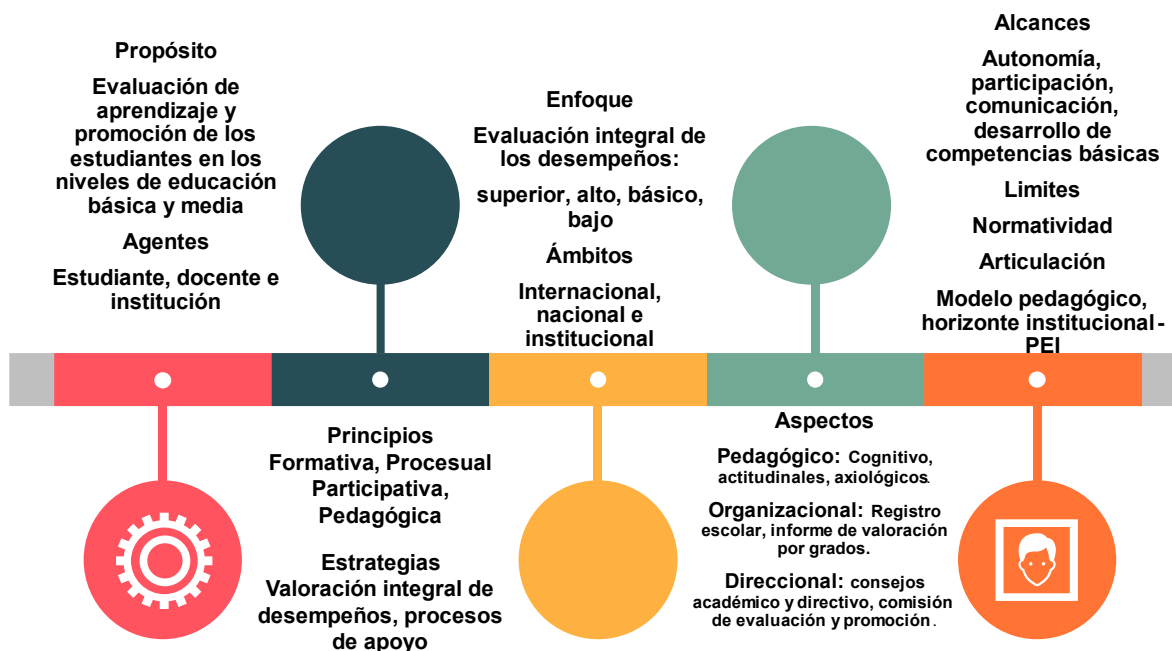 Propósito
Evaluación de
aprendizaje y
promoción de los
estudiantes en los
niveles de educación
básica y media
Agentes
Estudiante, docente e
institución
Principios
Formativa, Procesual
Participativa,
Pedagógica
Estrategias
Valoración integral de
desempeños, procesos
de apoyo
Enfoque
Evaluación integral de
los desempeños:
superior, alto, básico,
bajo
Ámbitos
Internacional,
nacional e
institucional
Aspectos
Pedagógico: Cognitivo,
actitudinales, axiológicos.
Organizacional: Registro
escolar, informe de valoración
por grados.
Direccional: consejos
académico y directivo, comisión
de evaluación y promoción.
Alcances
Autonomía,
participación,
comunicación,
desarrollo de
competencias básicas
Limites
Normatividad
Articulación
Modelo pedagógico,
horizonte institucional-
PEI